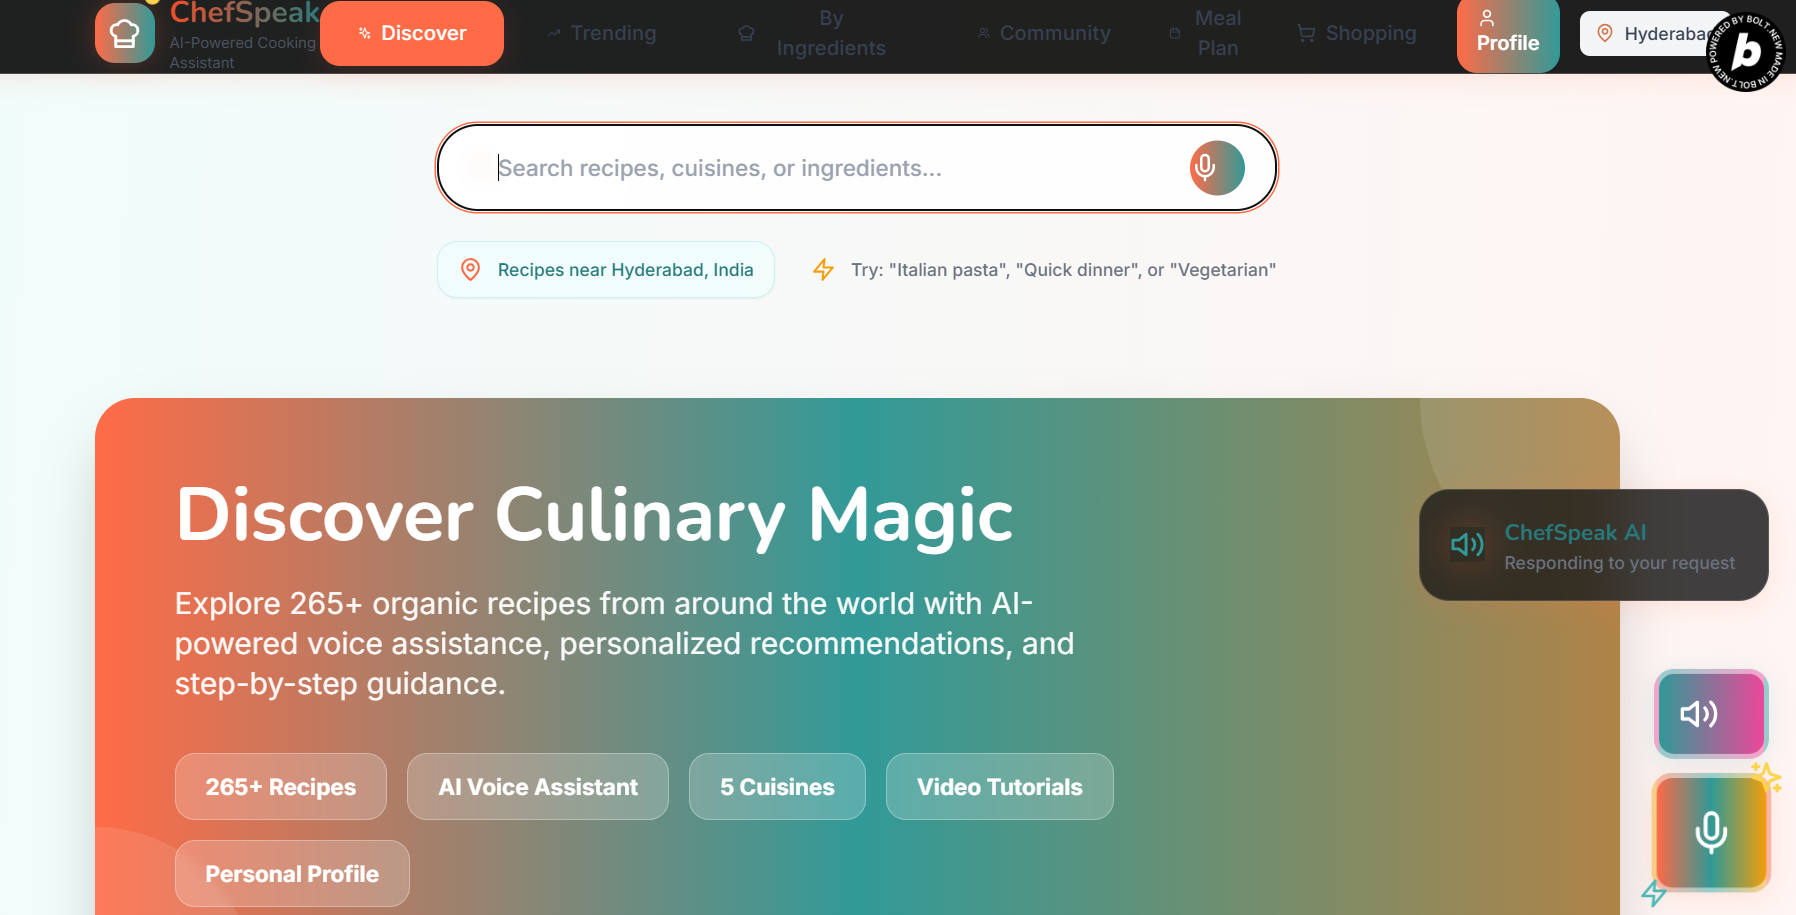 ChefSpeak
AI-Powered Cooking
Assistant
Discover
Trending
By
Ingredients
Community
Meal
Plan
Shopping
Profile
Hyderabad
POWERED BY BOLT.NEW MADE IN BOLT.NEW
b
Search recipes, cuisines, or ingredients...
Recipes near Hyderabad, India
Try: "Italian pasta", "Quick dinner", or "Vegetarian"
Discover Culinary Magic
Explore 265+ organic recipes from around the world with AI-
powered voice assistance, personalized recommendations, and
step-by-step guidance.
265+ Recipes
AI Voice Assistant
5 Cuisines
Video Tutorials
Personal Profile
ChefSpeak AI
Responding to your request